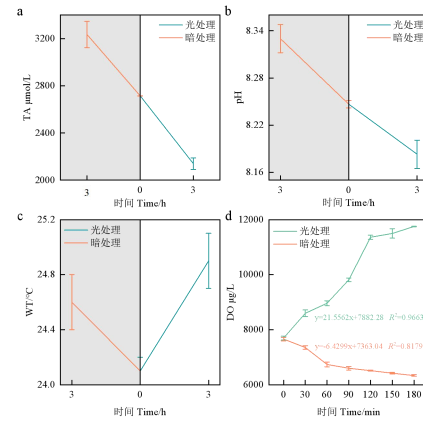 a
光处理
暗处理
3200
2800
2400
2000
TA μmol/L
3
0
3
时间 Time/h
b
光处理
暗处理
8.34
8.28
8.22
8.16
pH
3
0
3
时间 Time/h
c
光处理
暗处理
25.2
24.8
24.4
24.0
WT/°C
3
0
3
时间 Time/h
d
光处理
暗处理
12000
10000
8000
6000
DO μg/L
y=21.5562x+7882.28 R²=0.9663
y=-6.4299x+7363.04 R²=0.8179
0 30 60 90 120 150 180
时间 Time/min